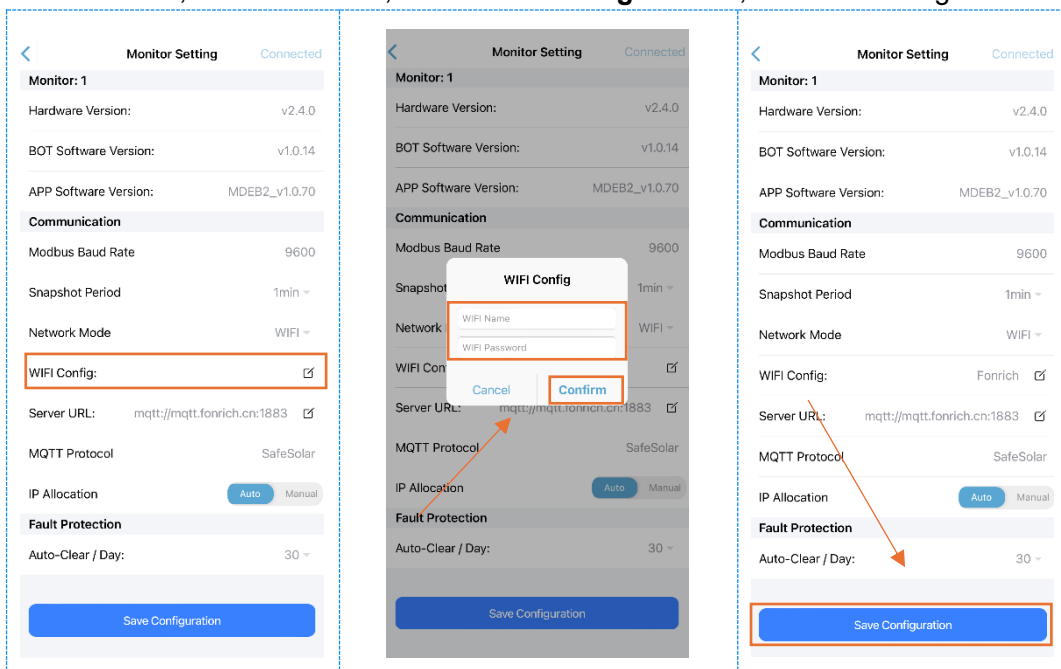 Monitor Setting Connected
Monitor: 1
Hardware Version: v2.4.0
BOT Software Version: v1.0.14
APP Software Version: MDEB2_v1.0.70
Communication
Modbus Baud Rate 9600
Snapshot Period 1min
Network Mode WIFI
WIFI Config:
Server URL: mqtt://mqtt.fonrich.cn:1883
MQTT Protocol SafeSolar
IP Allocation Auto Manual
Fault Protection
Auto-Clear / Day: 30
Save Configuration
Monitor Setting Connected
Monitor: 1
Hardware Version: v2.4.0
BOT Software Version: v1.0.14
APP Software Version: MDEB2_v1.0.70
Communication
Modbus Baud Rate 9600
Snapshot 1min
Network WIFI
WIFI Con
WIFI Config
WIFI Name
WIFI Password
Cancel Confirm
Server URL: mqtt://mqtt.fonrich.cn:1883
MQTT Protocol SafeSolar
IP Allocation Auto Manual
Fault Protection
Auto-Clear / Day: 30
Save Configuration
Monitor Setting Connected
Monitor: 1
Hardware Version: v2.4.0
BOT Software Version: v1.0.14
APP Software Version: MDEB2_v1.0.70
Communication
Modbus Baud Rate 9600
Snapshot Period 1min
Network Mode WIFI
WIFI Config: Fonrich
Server URL: mqtt://mqtt.fonrich.cn:1883
MQTT Protocol SafeSolar
IP Allocation Auto Manual
Fault Protection
Auto-Clear / Day: 30
Save Configuration